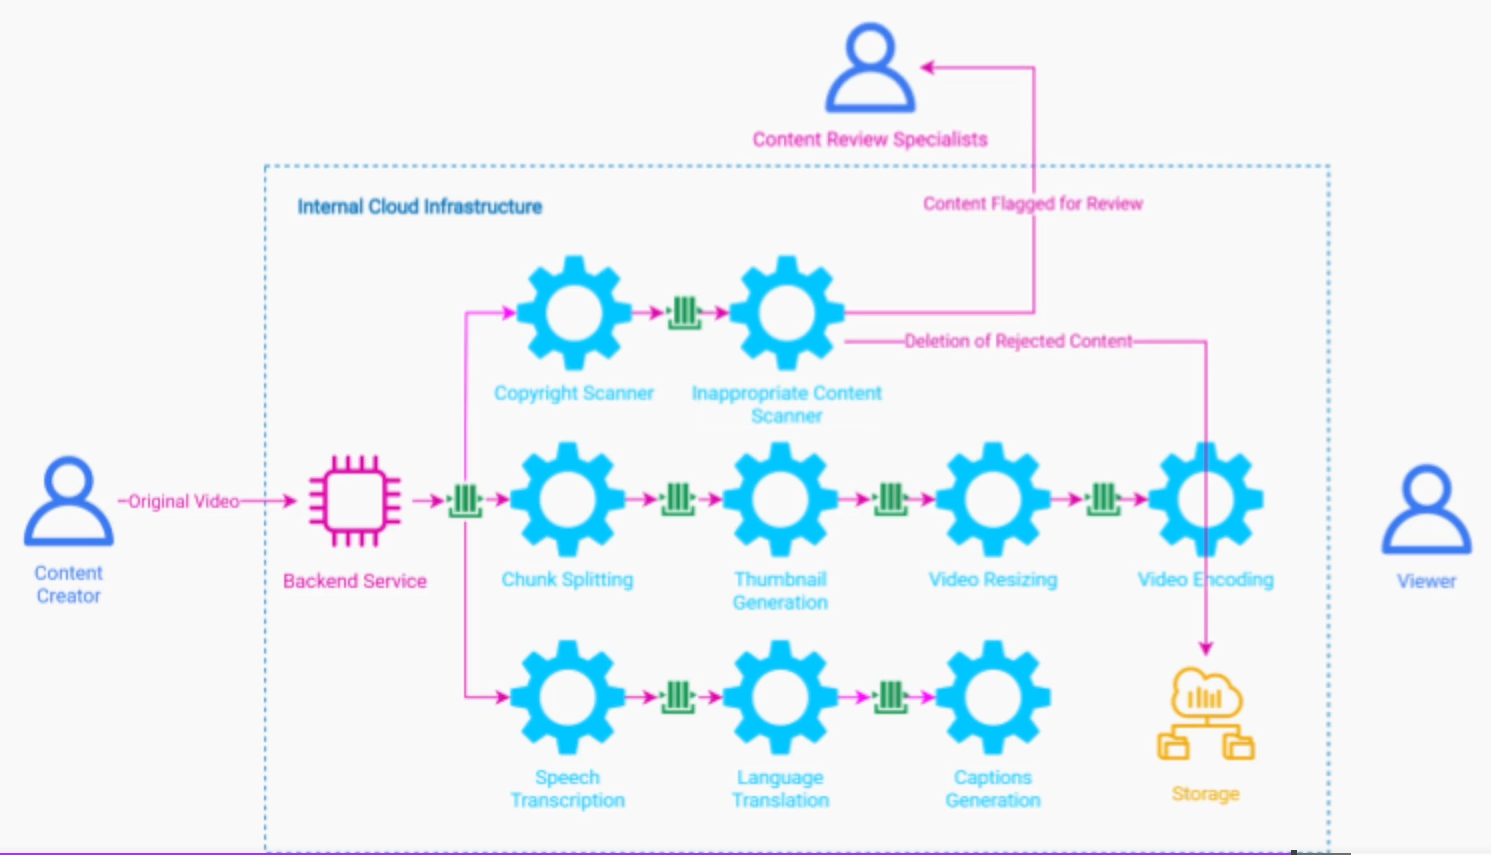 Content Review Specialists
Internal Cloud Infrastructure
Content Flagged for Review
Deletion of Rejected Content
Copyright Scanner
Inappropriate Content
Scanner
Original Video
Content
Creator
Backend Service
Chunk Splitting
Thumbnail
Generation
Video Resizing
Video Encoding
Viewer
Speech
Transcription
Language
Translation
Captions
Generation
Storage